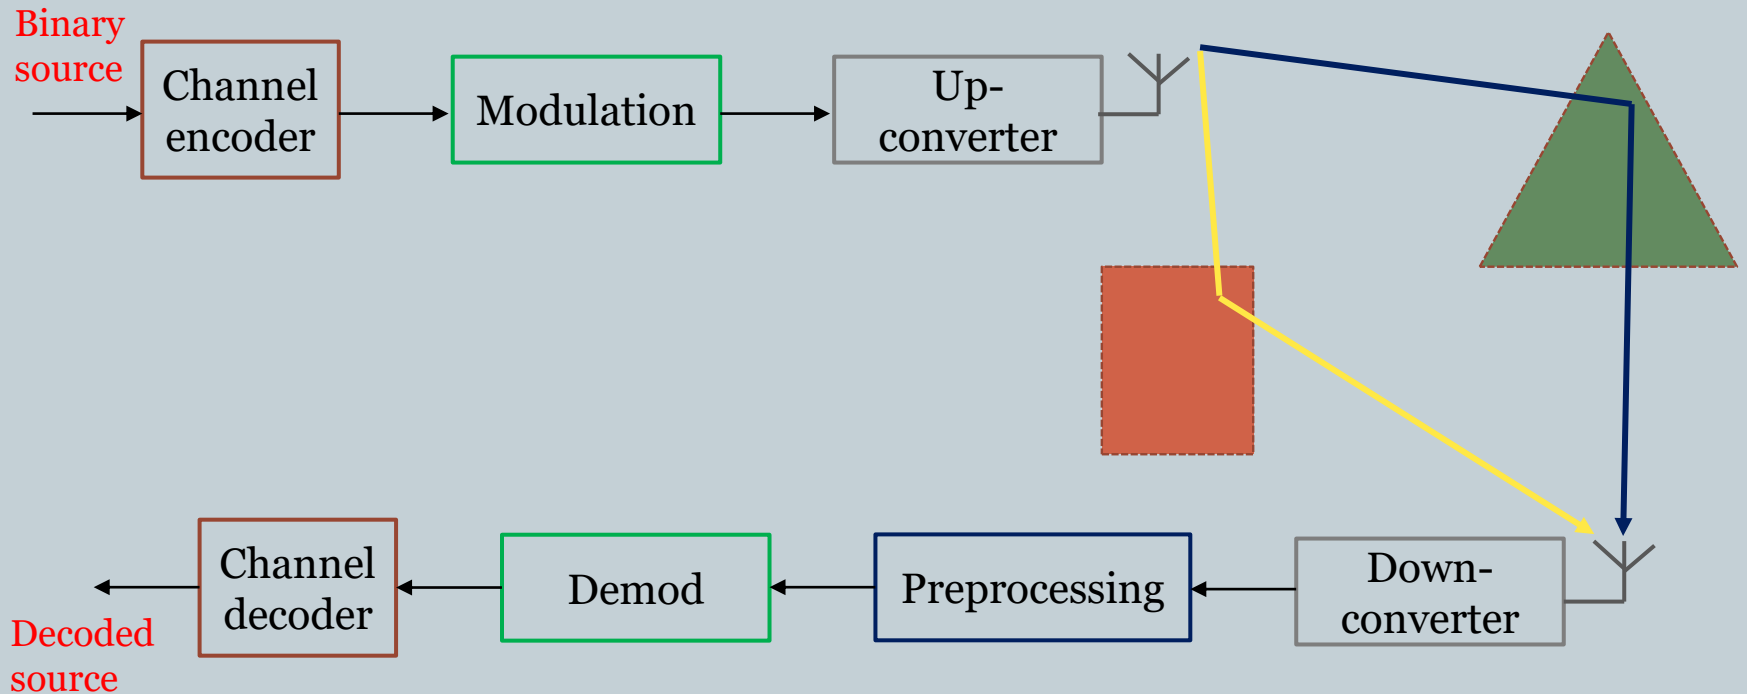 Binary
source
Channel
encoder
Modulation
Up-
converter
Channel
decoder
Demod
Preprocessing
Down-
converter
Decoded
source